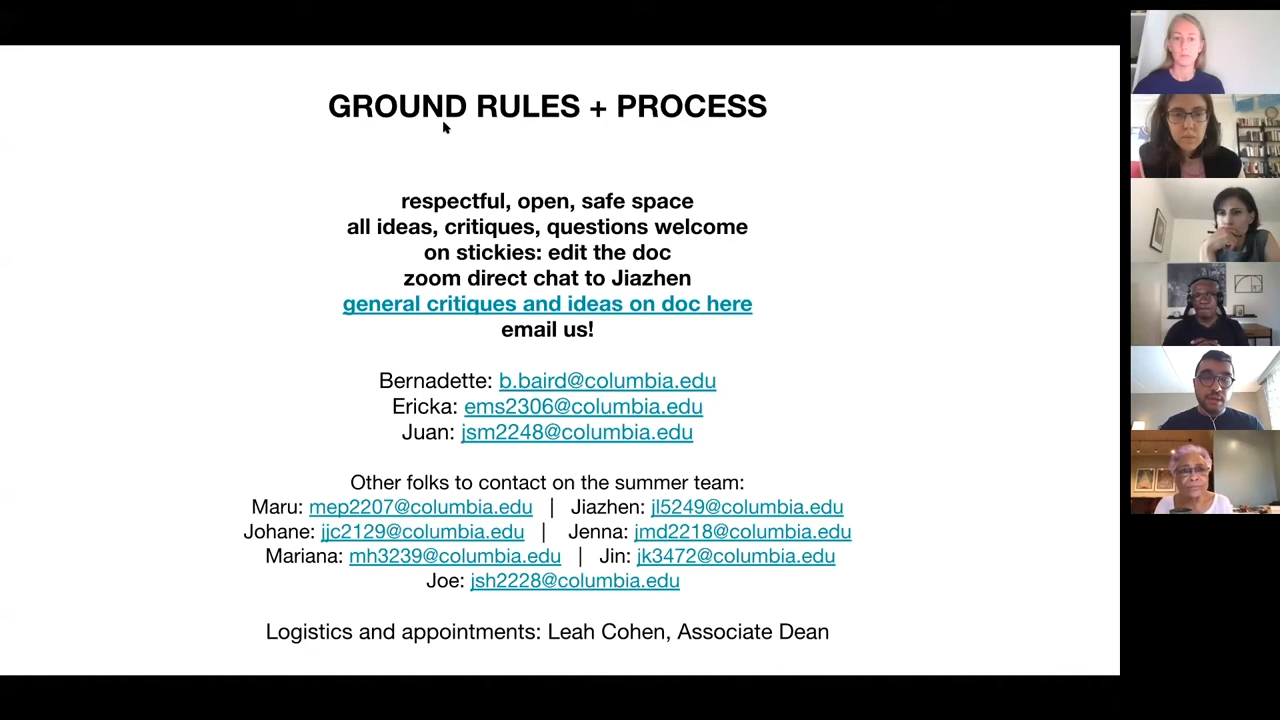 GROUND RULES + PROCESS
respectful, open, safe space
all ideas, critiques, questions welcome
on stickies: edit the doc
zoom direct chat to Jiazhen
general critiques and ideas on doc here
email us!
Bernadette: b.baird@columbia.edu
Ericka: ems2306@columbia.edu
Juan: jsm2248@columbia.edu
Other folks to contact on the summer team:
Maru: mep2207@columbia.edu | Jiazhen: jl5249@columbia.edu
Johane: jjc2129@columbia.edu | Jenna: jmd2218@columbia.edu
Mariana: mh3239@columbia.edu | Jin: jk3472@columbia.edu
Joe: jsh2228@columbia.edu
Logistics and appointments: Leah Cohen, Associate Dean